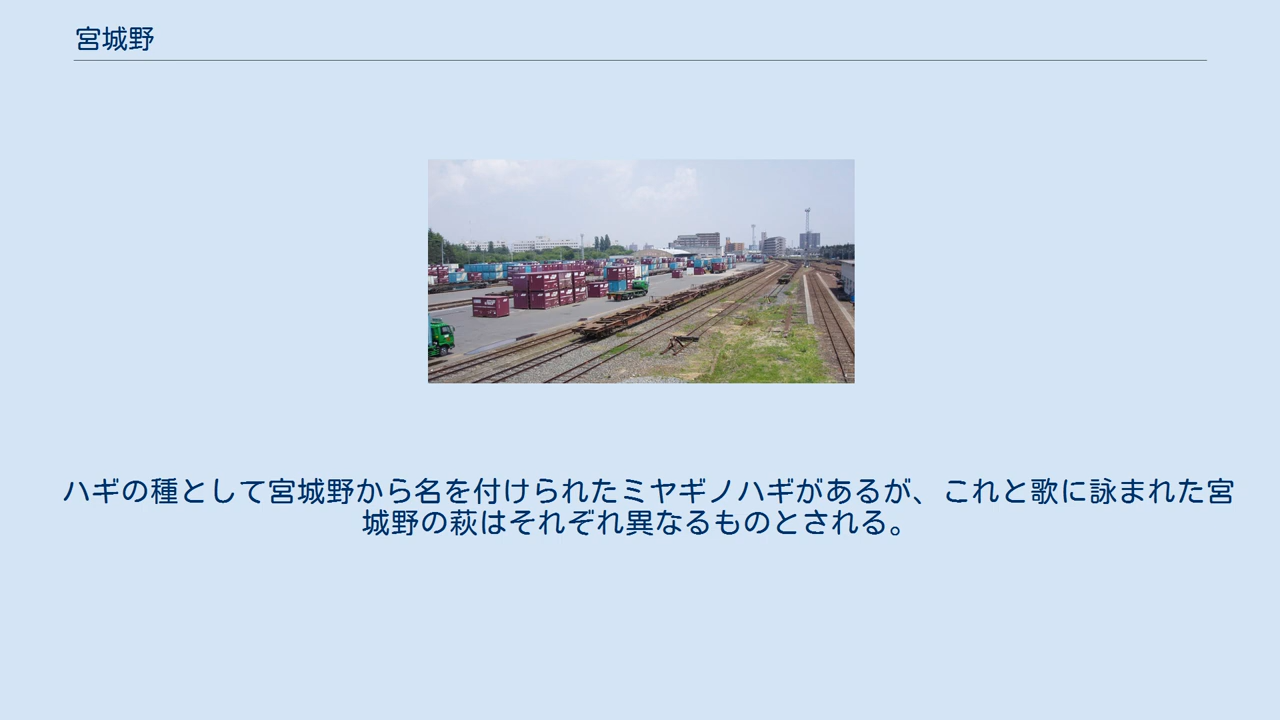 宮城野
ハギの種として宮城野から名を付けられたミヤギノハギがあるが、これと歌に詠まれた宮
城野の萩はそれぞれ異なるものとされる。